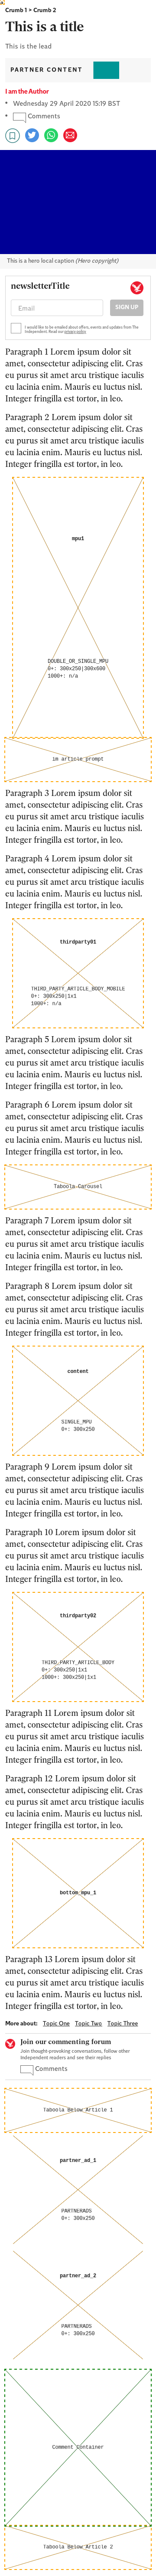 Crumb 1 > Crumb 2
This is a title
This is the lead
PARTNER CONTENT
I am the Author
• Wednesday 29 April 2020 15:19 BST
• Comments
This is a hero local caption (Hero copyright)
newsletterTitle
Email
SIGN UP
I would like to be emailed about offers, events and updates from The
Independent. Read our privacy policy
Paragraph 1 Lorem ipsum dolor sit
amet, consectetur adipiscing elit. Cras
eu purus sit amet arcu tristique iaculis
eu lacinia enim. Mauris eu luctus nisl.
Integer fringilla est tortor, in leo.
Paragraph 2 Lorem ipsum dolor sit
amet, consectetur adipiscing elit. Cras
eu purus sit amet arcu tristique iaculis
eu lacinia enim. Mauris eu luctus nisl.
Integer fringilla est tortor, in leo.
mpu1
DOUBLE_OR_SINGLE_MPU
0+: 300x250|300x600
1000+: n/a
im article prompt
Paragraph 3 Lorem ipsum dolor sit
amet, consectetur adipiscing elit. Cras
eu purus sit amet arcu tristique iaculis
eu lacinia enim. Mauris eu luctus nisl.
Integer fringilla est tortor, in leo.
Paragraph 4 Lorem ipsum dolor sit
amet, consectetur adipiscing elit. Cras
eu purus sit amet arcu tristique iaculis
eu lacinia enim. Mauris eu luctus nisl.
Integer fringilla est tortor, in leo.
thirdparty01
THIRD_PARTY_ARTICLE_BODY_MOBILE
0+: 300x250|1x1
1000+: n/a
Paragraph 5 Lorem ipsum dolor sit
amet, consectetur adipiscing elit. Cras
eu purus sit amet arcu tristique iaculis
eu lacinia enim. Mauris eu luctus nisl.
Integer fringilla est tortor, in leo.
Paragraph 6 Lorem ipsum dolor sit
amet, consectetur adipiscing elit. Cras
eu purus sit amet arcu tristique iaculis
eu lacinia enim. Mauris eu luctus nisl.
Integer fringilla est tortor, in leo.
Taboola Carousel
Paragraph 7 Lorem ipsum dolor sit
amet, consectetur adipiscing elit. Cras
eu purus sit amet arcu tristique iaculis
eu lacinia enim. Mauris eu luctus nisl.
Integer fringilla est tortor, in leo.
Paragraph 8 Lorem ipsum dolor sit
amet, consectetur adipiscing elit. Cras
eu purus sit amet arcu tristique iaculis
eu lacinia enim. Mauris eu luctus nisl.
Integer fringilla est tortor, in leo.
content
SINGLE_MPU
0+: 300x250
Paragraph 9 Lorem ipsum dolor sit
amet, consectetur adipiscing elit. Cras
eu purus sit amet arcu tristique iaculis
eu lacinia enim. Mauris eu luctus nisl.
Integer fringilla est tortor, in leo.
Paragraph 10 Lorem ipsum dolor sit
amet, consectetur adipiscing elit. Cras
eu purus sit amet arcu tristique iaculis
eu lacinia enim. Mauris eu luctus nisl.
Integer fringilla est tortor, in leo.
thirdparty02
THIRD_PARTY_ARTICLE_BODY
0+: 300x250|1x1
1000+: 300x250|1x1
Paragraph 11 Lorem ipsum dolor sit
amet, consectetur adipiscing elit. Cras
eu purus sit amet arcu tristique iaculis
eu lacinia enim. Mauris eu luctus nisl.
Integer fringilla est tortor, in leo.
Paragraph 12 Lorem ipsum dolor sit
amet, consectetur adipiscing elit. Cras
eu purus sit amet arcu tristique iaculis
eu lacinia enim. Mauris eu luctus nisl.
Integer fringilla est tortor, in leo.
bottom_mpu_1
Paragraph 13 Lorem ipsum dolor sit
amet, consectetur adipiscing elit. Cras
eu purus sit amet arcu tristique iaculis
eu lacinia enim. Mauris eu luctus nisl.
Integer fringilla est tortor, in leo.
More about: Topic One Topic Two Topic Three
Join our commenting forum
Join thought-provoking conversations, follow other
Independent readers and see their replies
Comments
Taboola Below Article 1
partner_ad_1
PARTNERADS
0+: 300x250
partner_ad_2
PARTNERADS
0+: 300x250
Comment Container
Taboola Below Article 2